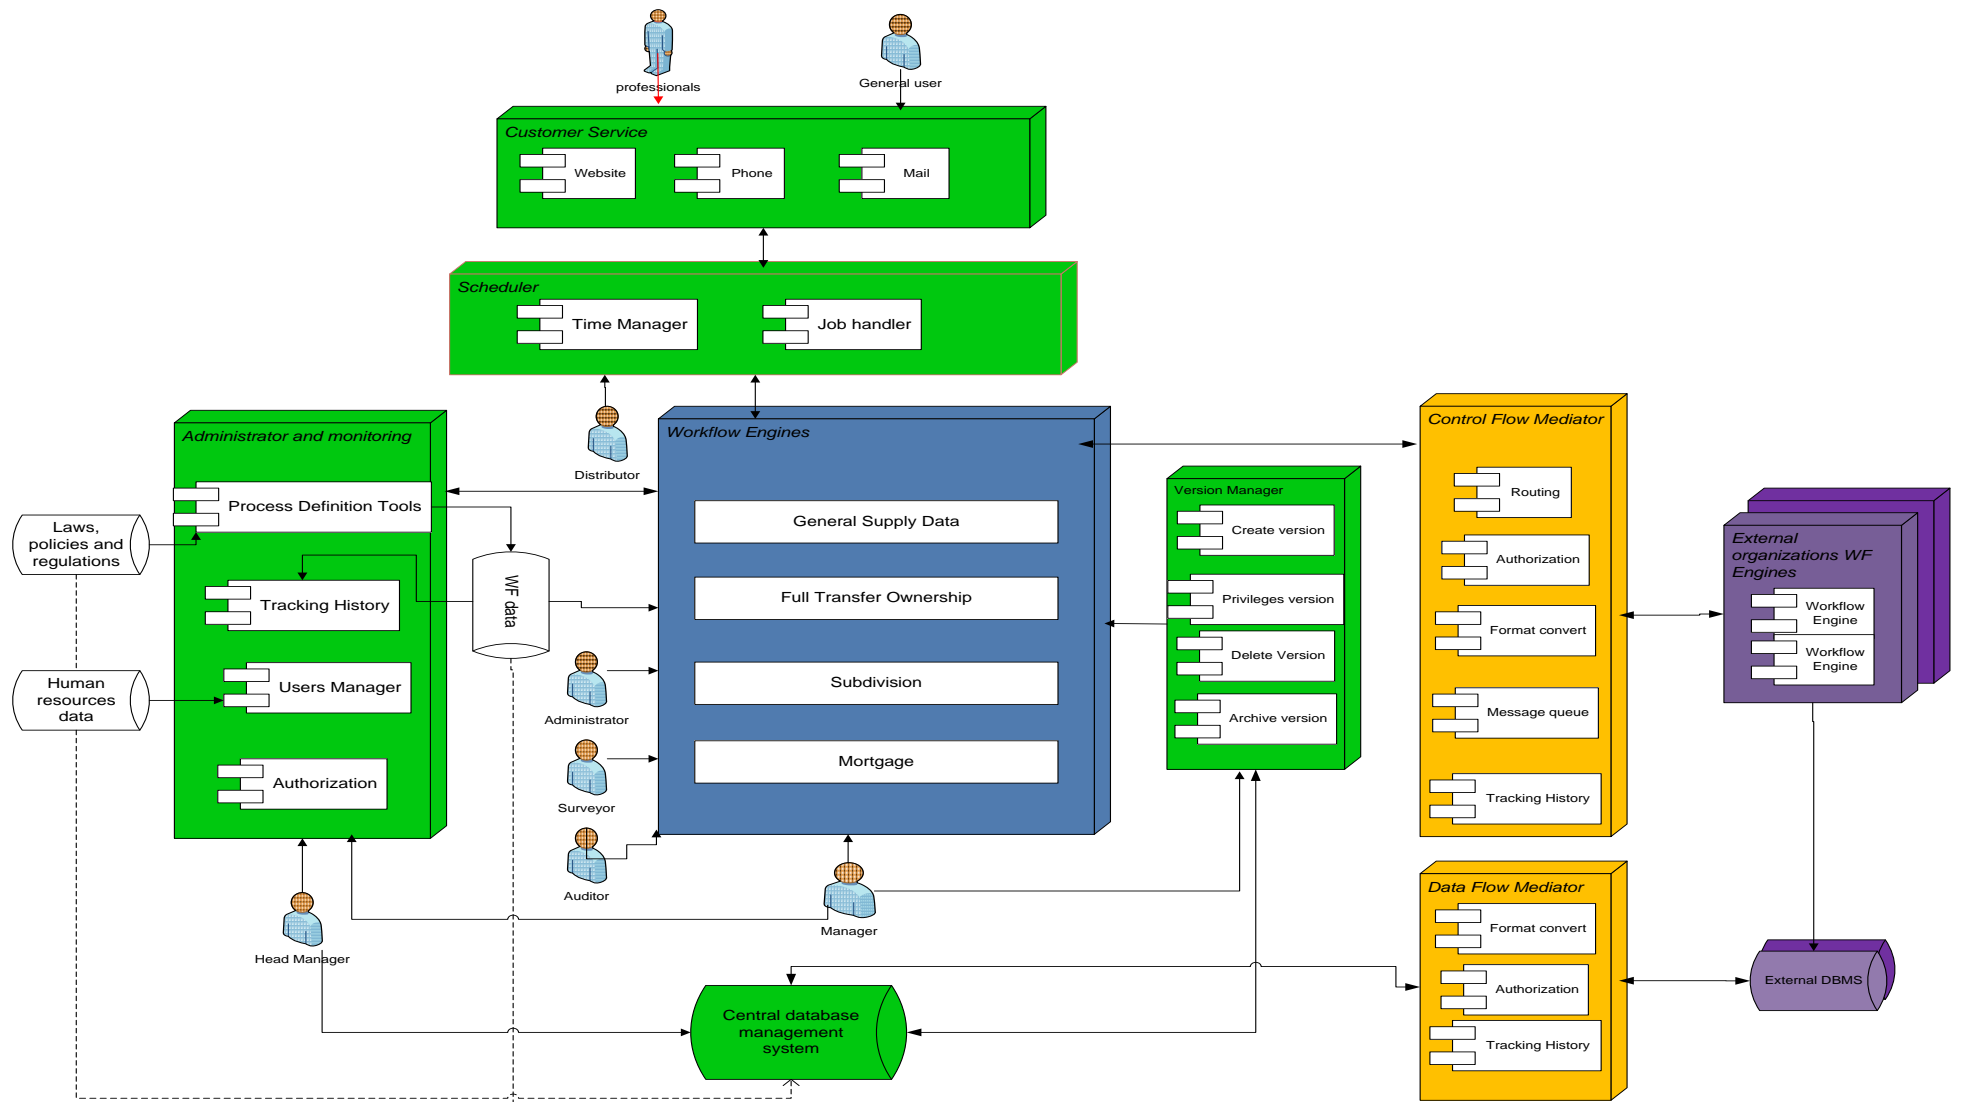 professionals
General user
Customer Service
Website
Phone
Mail
Scheduler
Time Manager
Job handler
Distributor
Administrator and monitoring
Process Definition Tools
Tracking History
Users Manager
Authorization
Laws,
policies and
regulations
Human
resources
data
WF data
Workflow Engines
General Supply Data
Full Transfer Ownership
Subdivision
Mortgage
Administrator
Surveyor
Auditor
Manager
Head Manager
Version Manager
Create version
Privileges version
Delete Version
Archive version
Control Flow Mediator
Routing
Authorization
Format convert
Message queue
Tracking History
External
organizations WF
Engines
Workflow
Engine
Workflow
Engine
Data Flow Mediator
Format convert
Authorization
Tracking History
External DBMS
Central database
management
system